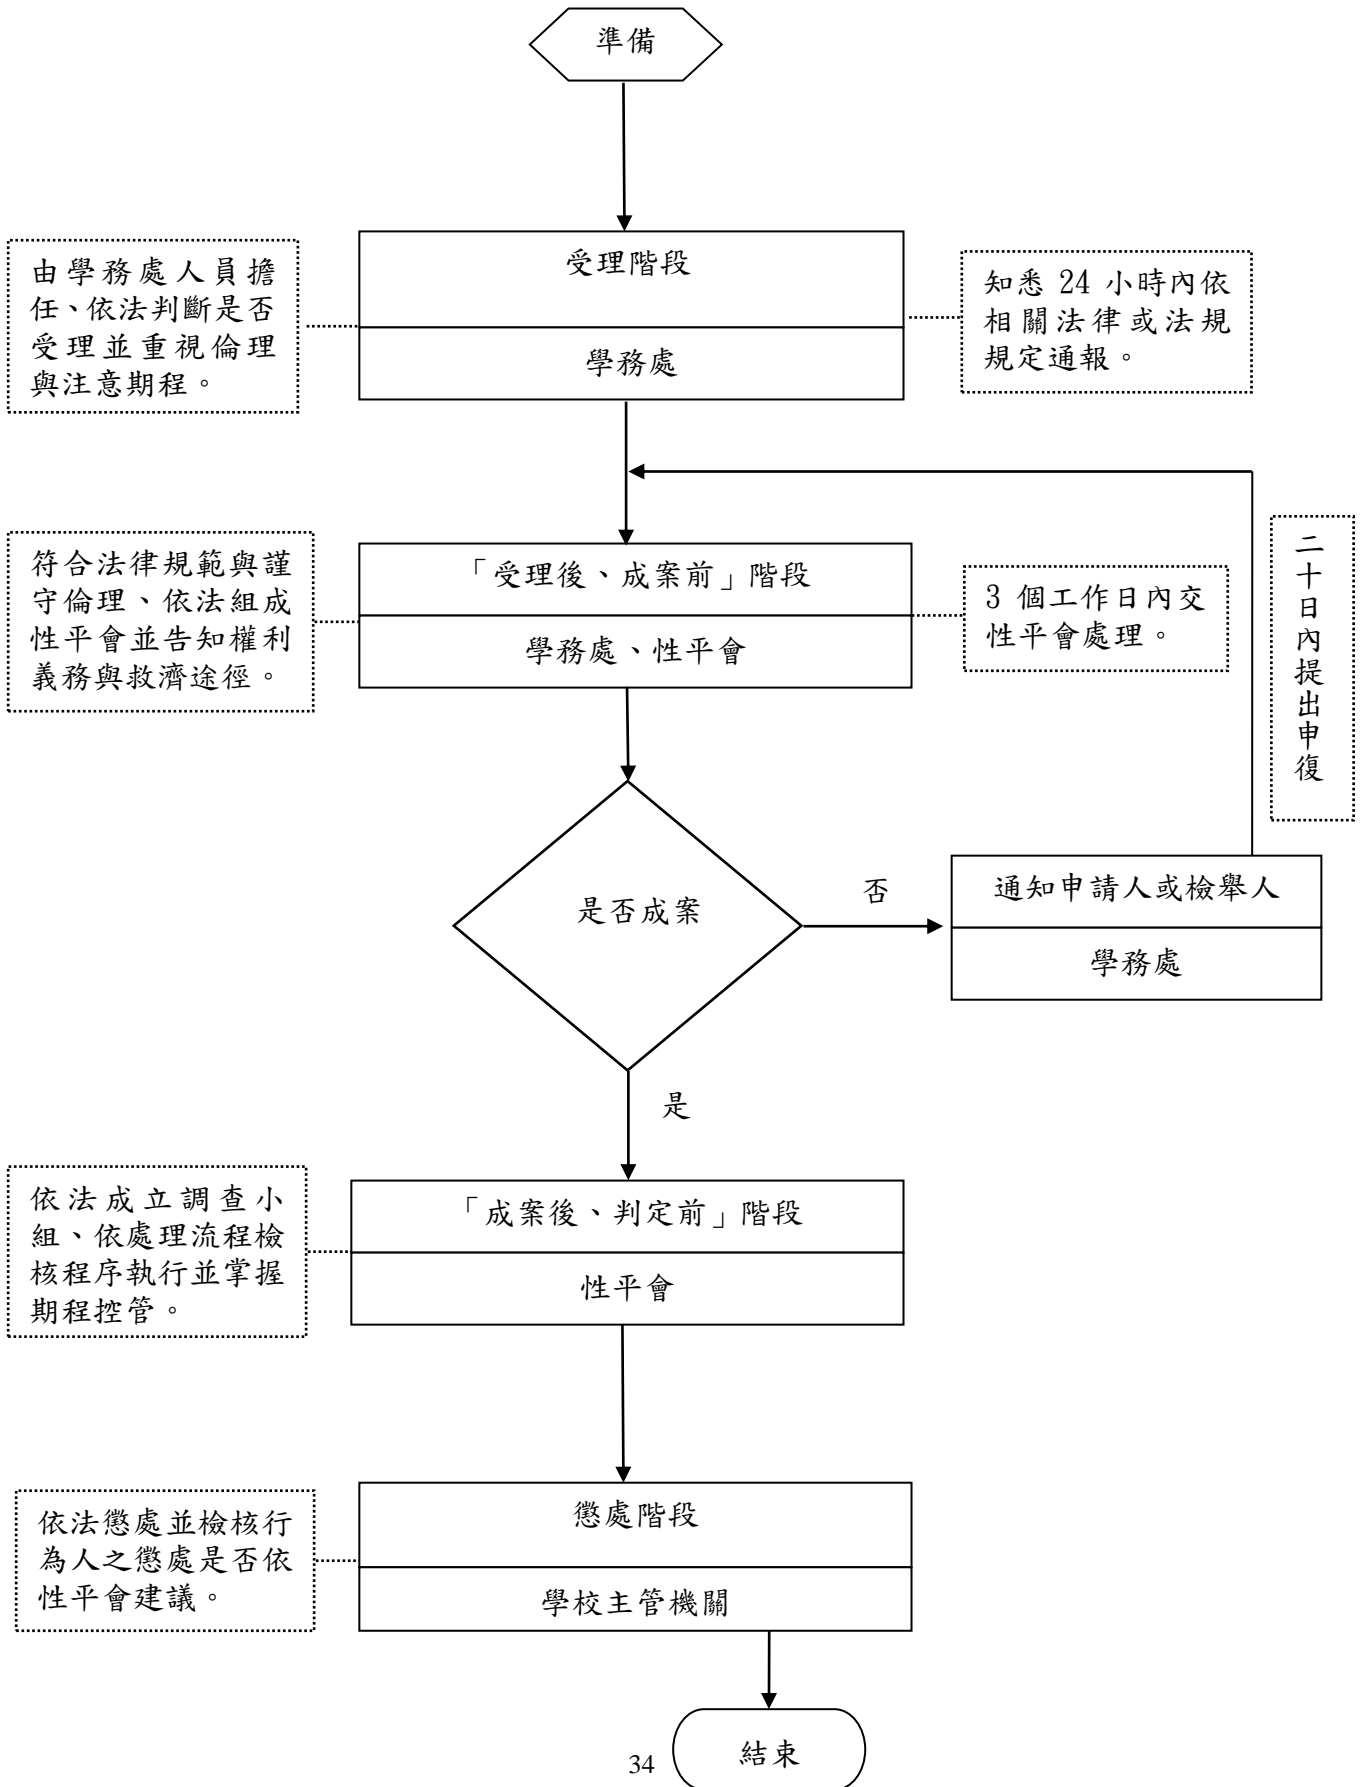 準備
受理階段
學務處
由學務處人員擔
任、依法判斷是否
受理並重視倫理
與注意期程。
知悉 24 小時內依
相關法律或法規
規定通報。
「受理後、成案前」階段
學務處、性平會
符合法律規範與謹
守倫理、依法組成
性平會並告知權利
義務與救濟途徑。
3 個工作日內交
性平會處理。
二十日內提出申復
是否成案
否
通知申請人或檢舉人
學務處
是
「成案後、判定前」階段
性平會
依法成立調查小
組、依處理流程檢
核程序執行並掌握
期程控管。
懲處階段
學校主管機關
依法懲處並檢核行
為人之懲處是否依
性平會建議。
結束
34